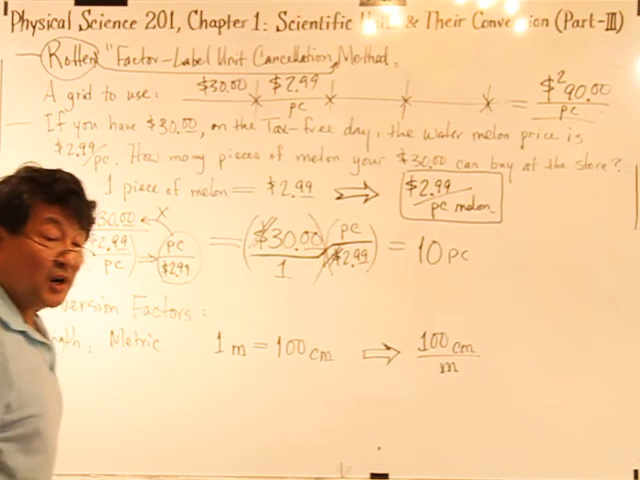 Physical Science 201, Chapter 1: Scientific Units & Their Conversion (Part-III)
Rotten "Factor-Label Unit Cancellation" Method.
A grid to use: $30.00 $2.99 / pc = $² 90.00 / pc
If you have $30.00, on the Tax-free day, the water melon price is
$2.99/pc. How many pieces of melon your $30.00 can buy at the store?
1 piece of melon = $2.99 ⇒ $2.99 / pc melon
30.00 / $2.99 / pc = pc / $2.99 = ($30.00 / 1) (pc / $2.99) = 10 pc
version Factors:
gth: Metric 1 m = 100 cm ⇒ 100 cm / m